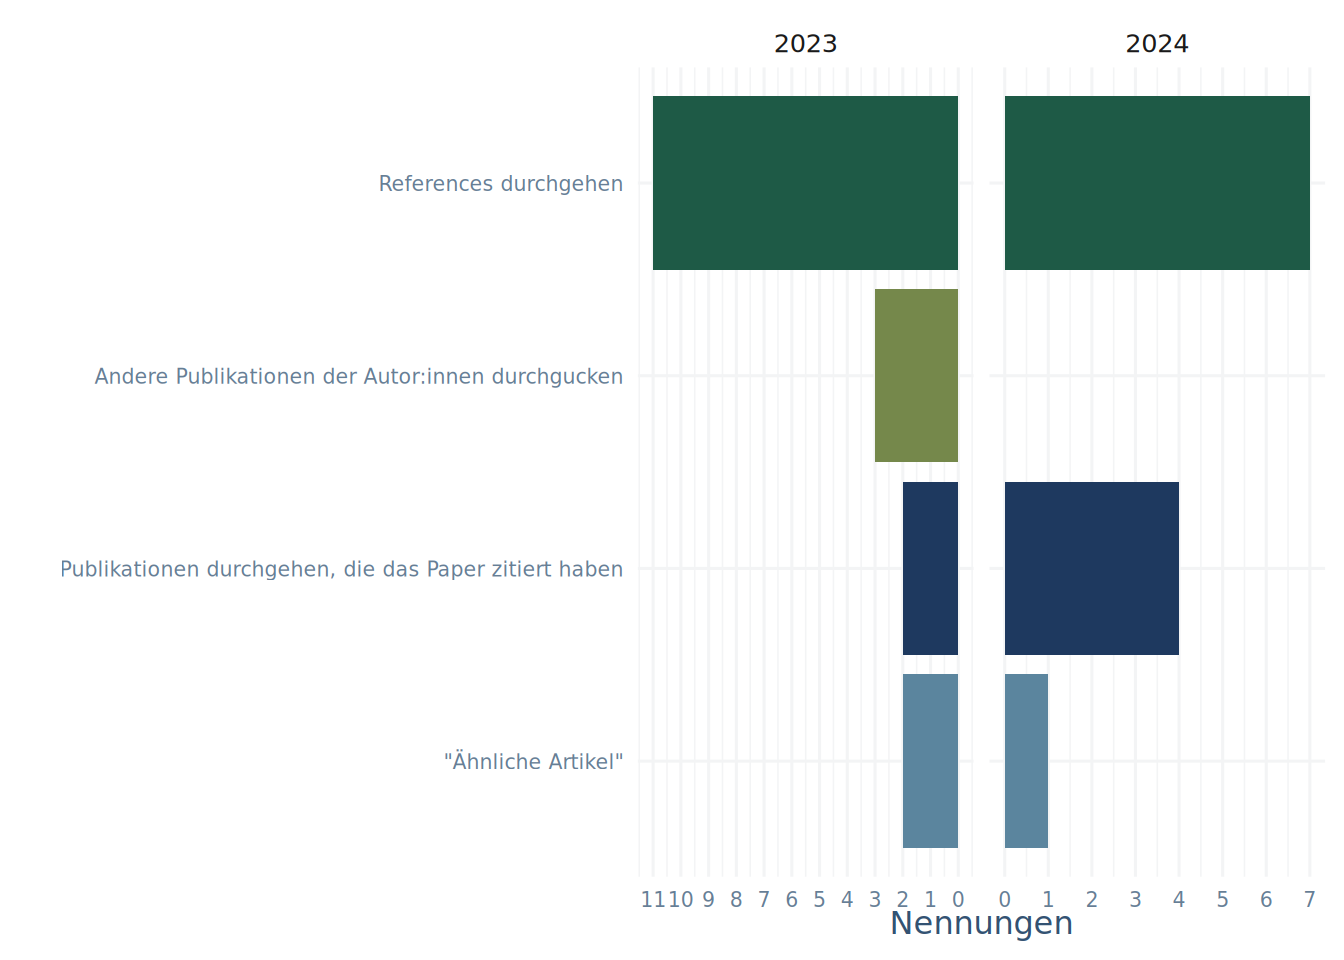 2023
2024
References durchgehen
Andere Publikationen der Autor:innen durchgucken
Publikationen durchgehen, die das Paper zitiert haben
"Ähnliche Artikel"
11 10 9 8 7 6 5 4 3 2 1 0
0 1 2 3 4 5 6 7
Nennungen